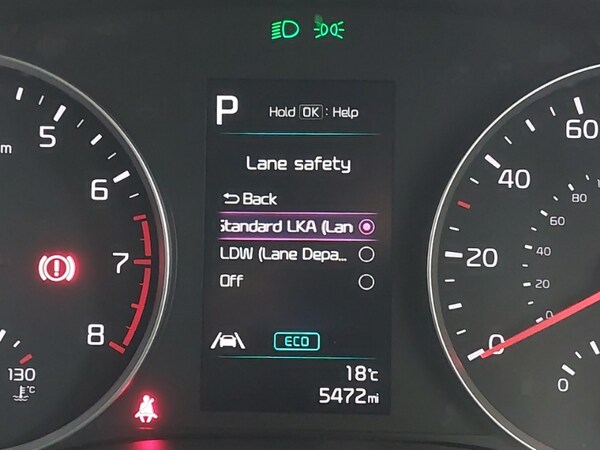 P Hold OK : Help
Lane safety
Back
Standard LKA (Lan
LDW (Lane Depa...
Off
ECO
18°C
5472mi
5
6
7
8
130
°C
60
40
20
0
80
60
40
20
0
0